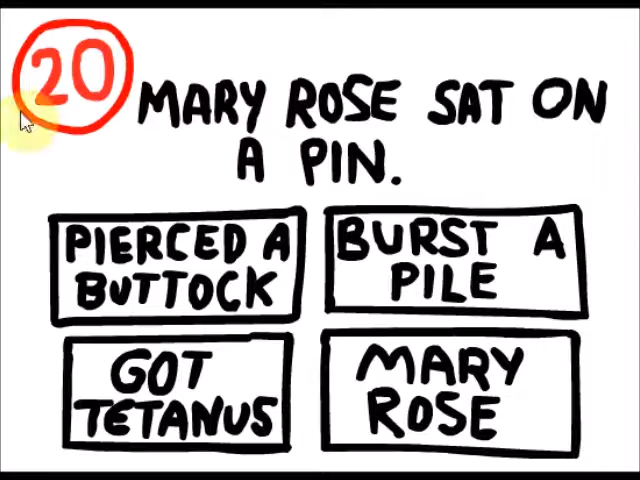 20
MARY ROSE SAT ON
A PIN.
PIERCED A
BUTTOCK
BURST A
PILE
GOT
TETANUS
MARY
ROSE